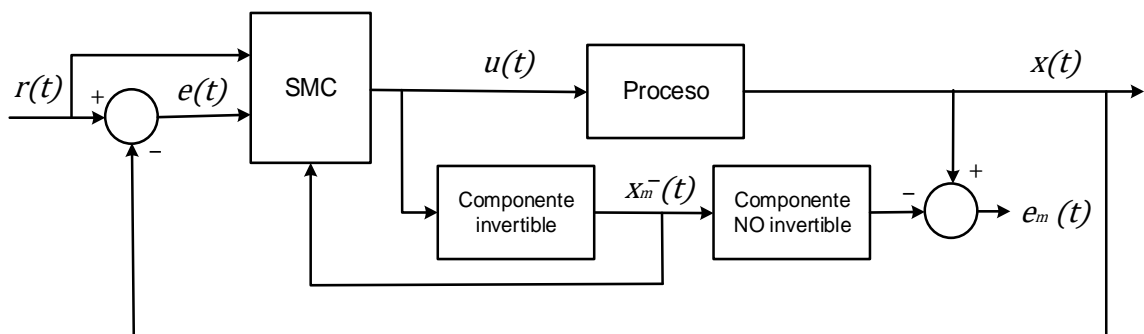 r(t)
+
−
e(t)
SMC
u(t)
Proceso
x(t)
Componente
invertible
xm−(t)
Componente
NO invertible
−
+
em (t)